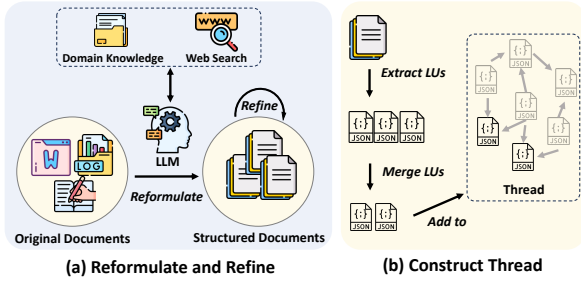 WWW
Domain Knowledge
Web Search
LLM
Refine
W
LOG
Reformulate
Original Documents
Structured Documents
(a) Reformulate and Refine
Extract LUs
{;}
JSON
{;}
JSON
{;}
JSON
Merge LUs
{;}
JSON
{;}
JSON
Add to
{;}
JSON
{;}
JSON
{;}
JSON
{;}
JSON
{;}
JSON
{;}
JSON
{;}
JSON
Thread
(b) Construct Thread